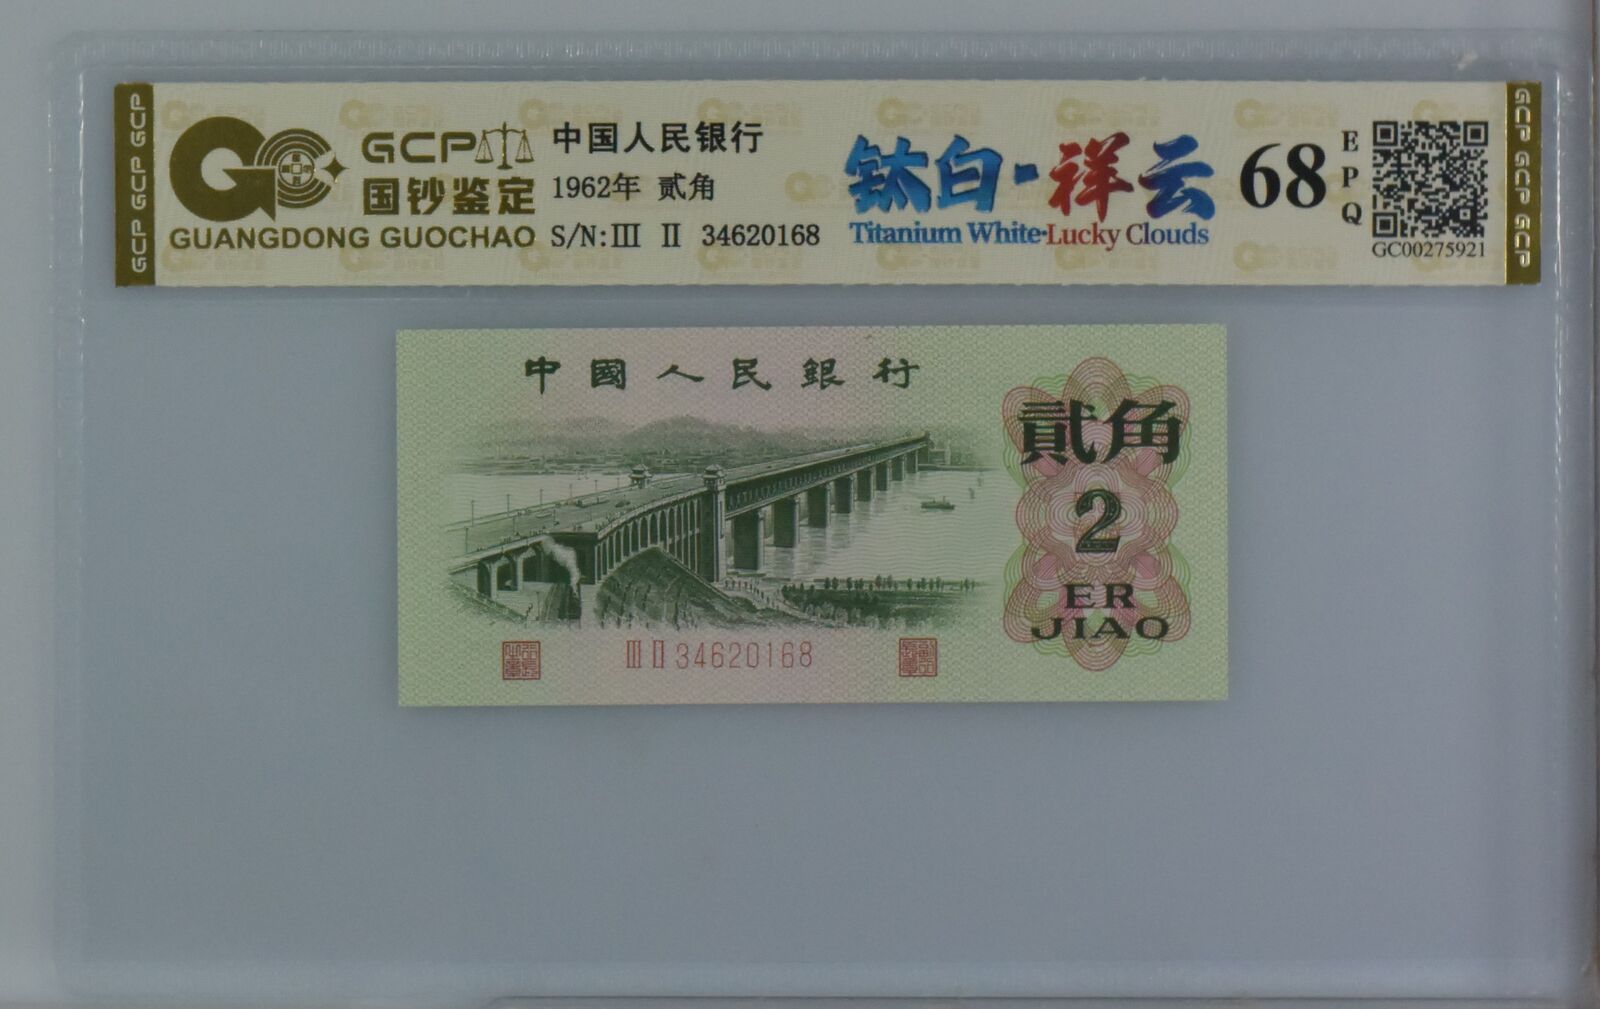 GCP GCP GCP
GCP
国钞鉴定
GUANGDONG GUOCHAO
中国人民银行
1962年 贰角
S/N:Ⅲ Ⅱ 34620168
钛白-祥云
Titanium White·Lucky Clouds
68
EPQ
GC00275921
GCP GCP GCP
中國人民銀行
貳角
2
ER
JIAO
Ⅲ Ⅱ 34620168